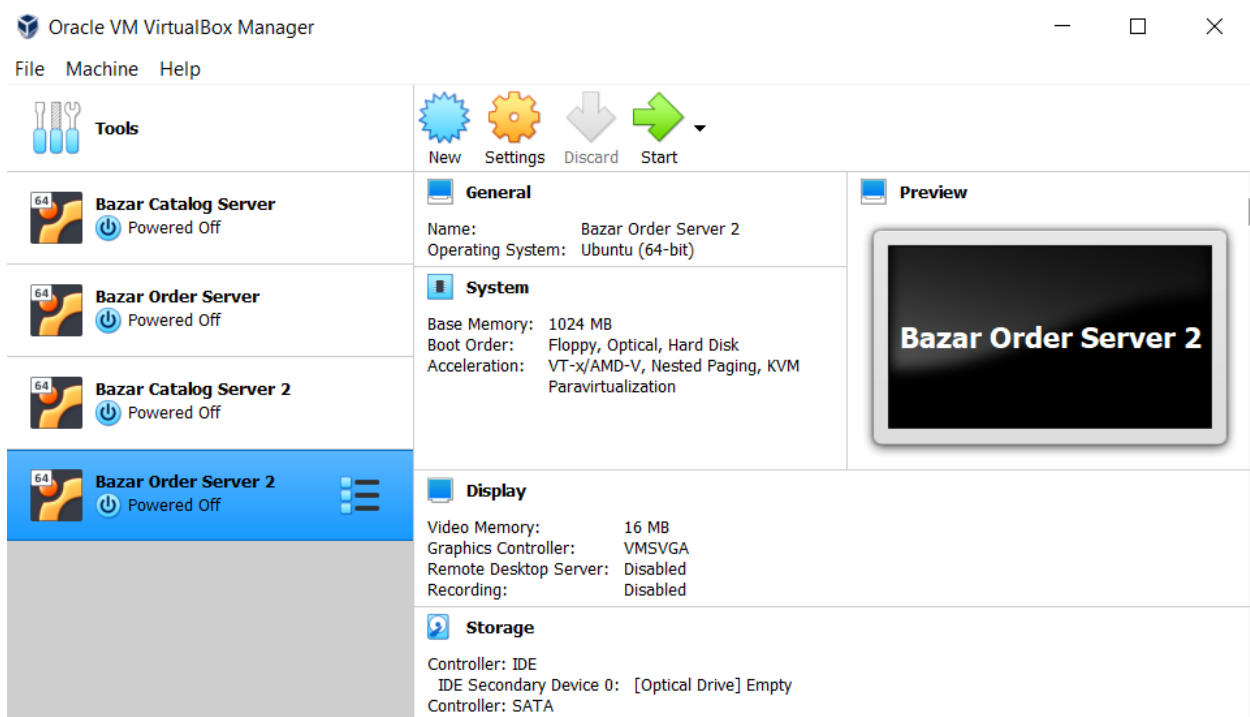 Oracle VM VirtualBox Manager
File Machine Help
Tools
64
Bazar Catalog Server
Powered Off
64
Bazar Order Server
Powered Off
64
Bazar Catalog Server 2
Powered Off
64
Bazar Order Server 2
Powered Off
New Settings Discard Start
General
Name: Bazar Order Server 2
Operating System: Ubuntu (64-bit)
System
Base Memory: 1024 MB
Boot Order: Floppy, Optical, Hard Disk
Acceleration: VT-x/AMD-V, Nested Paging, KVM
Paravirtualization
Preview
Bazar Order Server 2
Display
Video Memory: 16 MB
Graphics Controller: VMSVGA
Remote Desktop Server: Disabled
Recording: Disabled
Storage
Controller: IDE
IDE Secondary Device 0: [Optical Drive] Empty
Controller: SATA